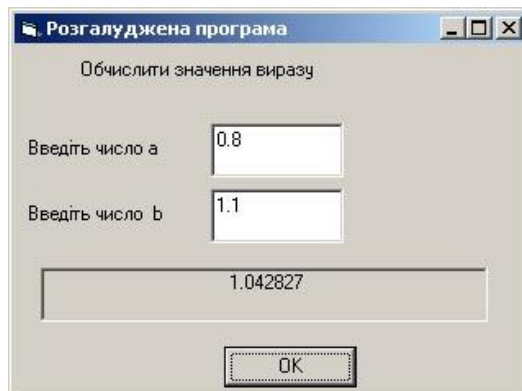 Розгалуджена програма
Обчислити значення виразу
Введіть число а
0.8
Введіть число b
1.1
1.042827
OK